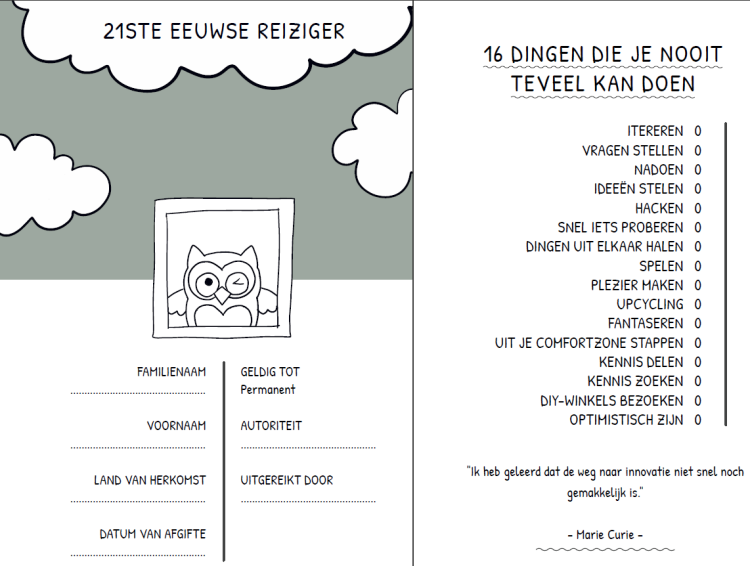 21STE EEUWSE REIZIGER
FAMILIENAAM
VOORNAAM
LAND VAN HERKOMST
DATUM VAN AFGIFTE
GELDIG TOT
Permanent
AUTORITEIT
UITGEREIKT DOOR
16 DINGEN DIE JE NOOIT
TEVEEL KAN DOEN
ITEREREN 0
VRAGEN STELLEN 0
NADOEN 0
IDEEËN STELEN 0
HACKEN 0
SNEL IETS PROBEREN 0
DINGEN UIT ELKAAR HALEN 0
SPELEN 0
PLEZIER MAKEN 0
UPCYCLING 0
FANTASEREN 0
UIT JE COMFORTZONE STAPPEN 0
KENNIS DELEN 0
KENNIS ZOEKEN 0
DIY-WINKELS BEZOEKEN 0
OPTIMISTISCH ZIJN 0
"Ik heb geleerd dat de weg naar innovatie niet snel noch
gemakkelijk is."
- Marie Curie -